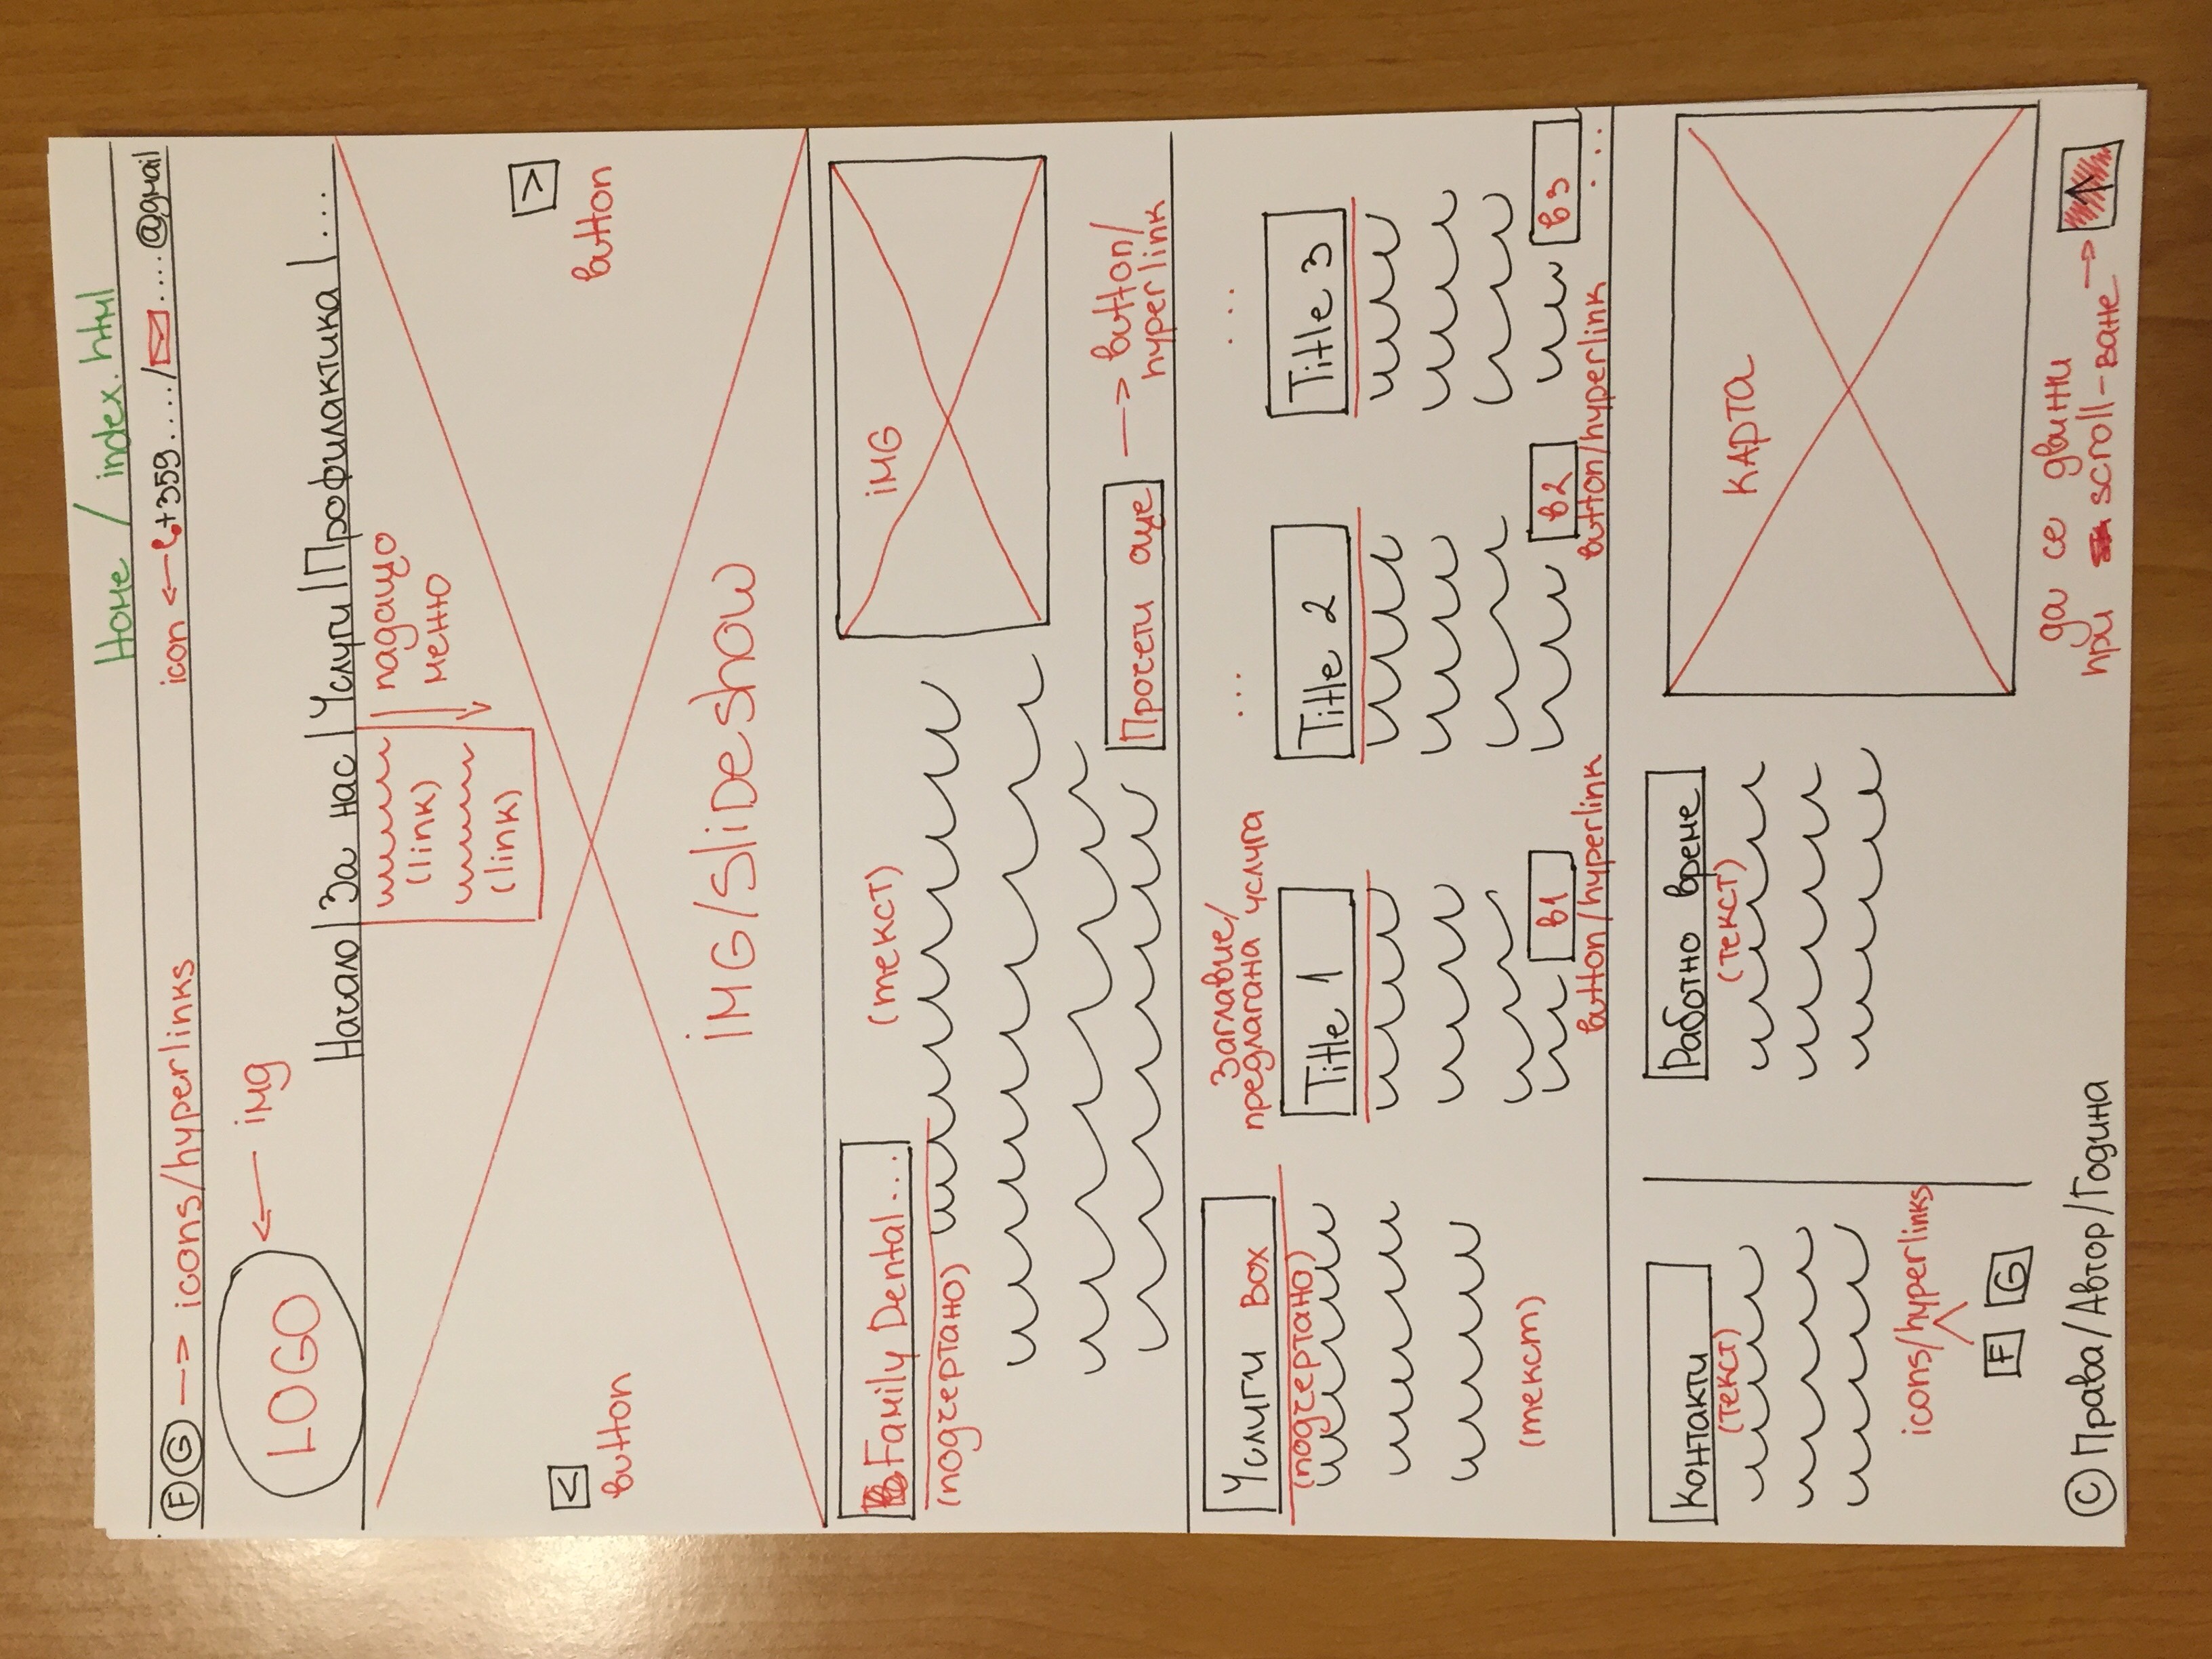 Home / index.html
F G → icons/hyperlinks icon ← +359..../ ....@gmail
LOGO ← img
Начало | За нас | Услуги | Профилактика | ...
(link)
(link)
падащо
меню
<
button
>
button
IMG/Slideshow
Family Dental...
(подчертано)
(текст)
IMG
Прочети още → button/
hyperlink
Услуги Box
(подчертано)
(текст)
Заглавие/
предлагана услуга
... ...
Title 1 Title 2 Title 3
b1 b2 b3
button/hyperlink button/hyperlink ...
Контакти
(текст)
icons/hyperlinks
F G
Работно време
(текст)
КАРТА
© Права/Автор/Година
да се движи
при scroll-ване → ↑